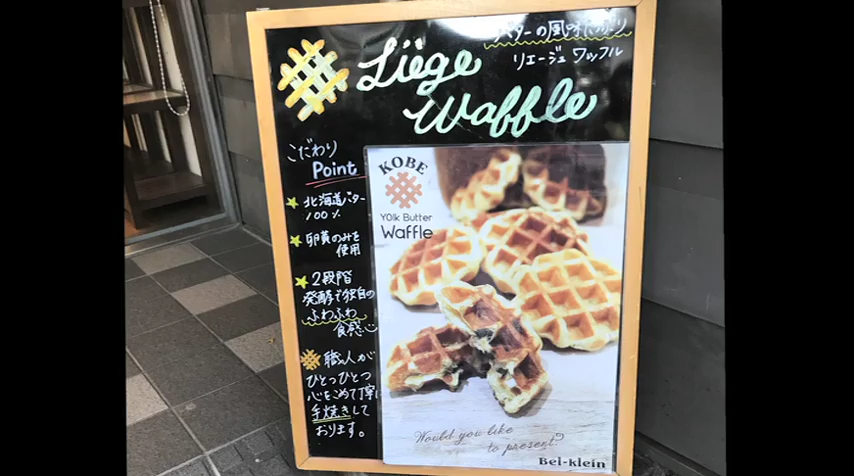 バターの風味たっぷり
リエージュ ワッフル
Liège
Waffle
こだわり
Point
北海道バター
100%
卵黄のみを
使用
2段階
発酵で独自の
ふわふわ
食感に
職人が
ひとつひとつ
心をこめて丁寧に
手焼きして
おります。
KOBE
YOlk Butter
Waffle
Would you like
to present?
Bel-klein